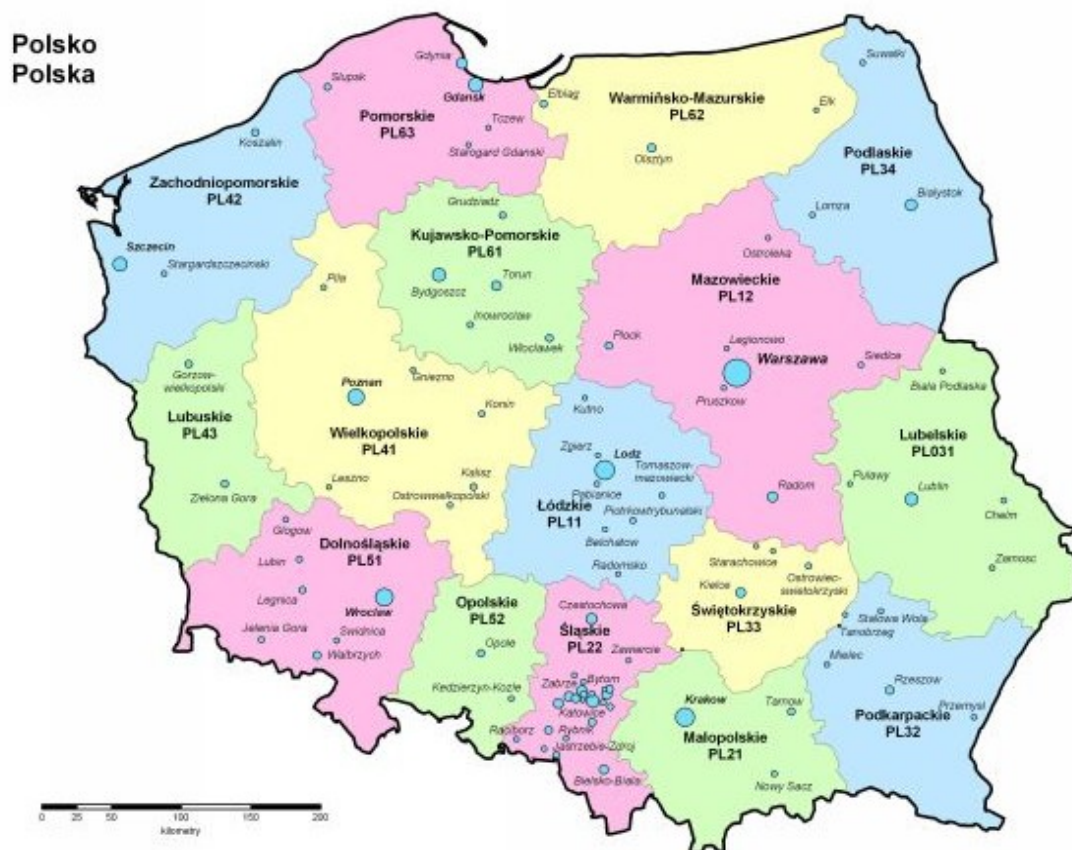 Polsko
Polska
Gdynia
Slupak
Gdańsk
Pomorskie
PL63
Tczew
Starogard Gdanski
Elblag
Warmińsko-Mazurskie
PL62
Olsztyn
Elk
Suwatki
Podlaskie
PL34
Bialystok
Lomza
Koszalin
Zachodniopomorskie
PL42
Szczecin
Stargardszczecinski
Grudziadz
Kujawsko-Pomorskie
PL61
Bydgoszcz
Torun
Inowroclaw
Wloclawek
Ostroleka
Mazowieckie
PL12
Plock
Legionowo
Warszawa
Siedlce
Pruszkow
Radom
Pila
Poznan
Gniezno
Konin
Wielkopolskie
PL41
Leszno
Kalisz
Ostrowwielkopolski
Gorzow-
wielkopolski
Lubuskie
PL43
Zielona Gora
Kutno
Zgierz
Lodz
Tomaszow-
mazowiecki
Pabianice
Łódzkie
PL11
Piotrkowtrybunalski
Belchatow
Radomsko
Biala Podlaska
Lubelskie
PL031
Pulawy
Lublin
Chelm
Zamosc
Glogow
Dolnośląskie
PL51
Lubin
Legnica
Wroclaw
Jelenia Gora
Swidnica
Walbrzych
Opolskie
PL52
Opole
Kedzierzyn-Kozle
Czestochowa
Śląskie
PL22
Zawiercie
Zabrze
Bytom
Katowice
Raciborz
Rybnik
Jastrzebie-Zdroj
Bielsko-Biala
Starachowice
Kielce
Ostrowiec-
swietokrzyski
Świętokrzyskie
PL33
Stalowa Wola
Tarnobrzeg
Mielec
Rzeszow
Przemysl
Podkarpackie
PL32
Krakow
Tarnow
Malopolskie
PL21
Nowy Sacz
0 25 50 100 150 200
kilometry